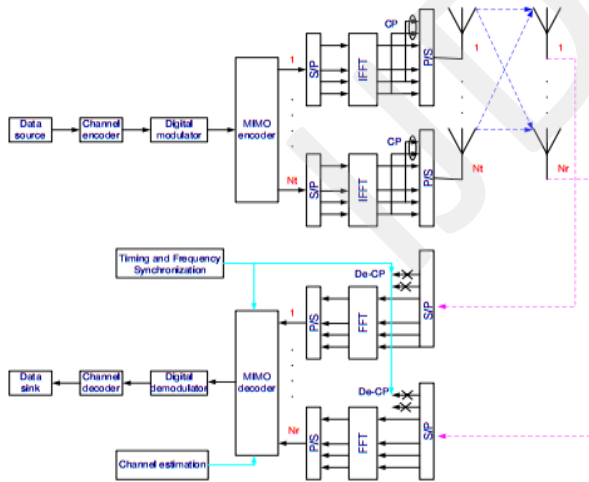 CP
S/P
IFFT
P/S
1
1
1
Data
source
Channel
encoder
Digital
modulator
MIMO
encoder
CP
S/P
IFFT
P/S
Nt
Nt
Nr
Timing and Frequency
Synchronization
De-CP
1
P/S
FFT
S/P
Data
sink
Channel
decoder
Digital
demodulator
MIMO
decoder
De-CP
Nr
P/S
FFT
S/P
Channel estimation